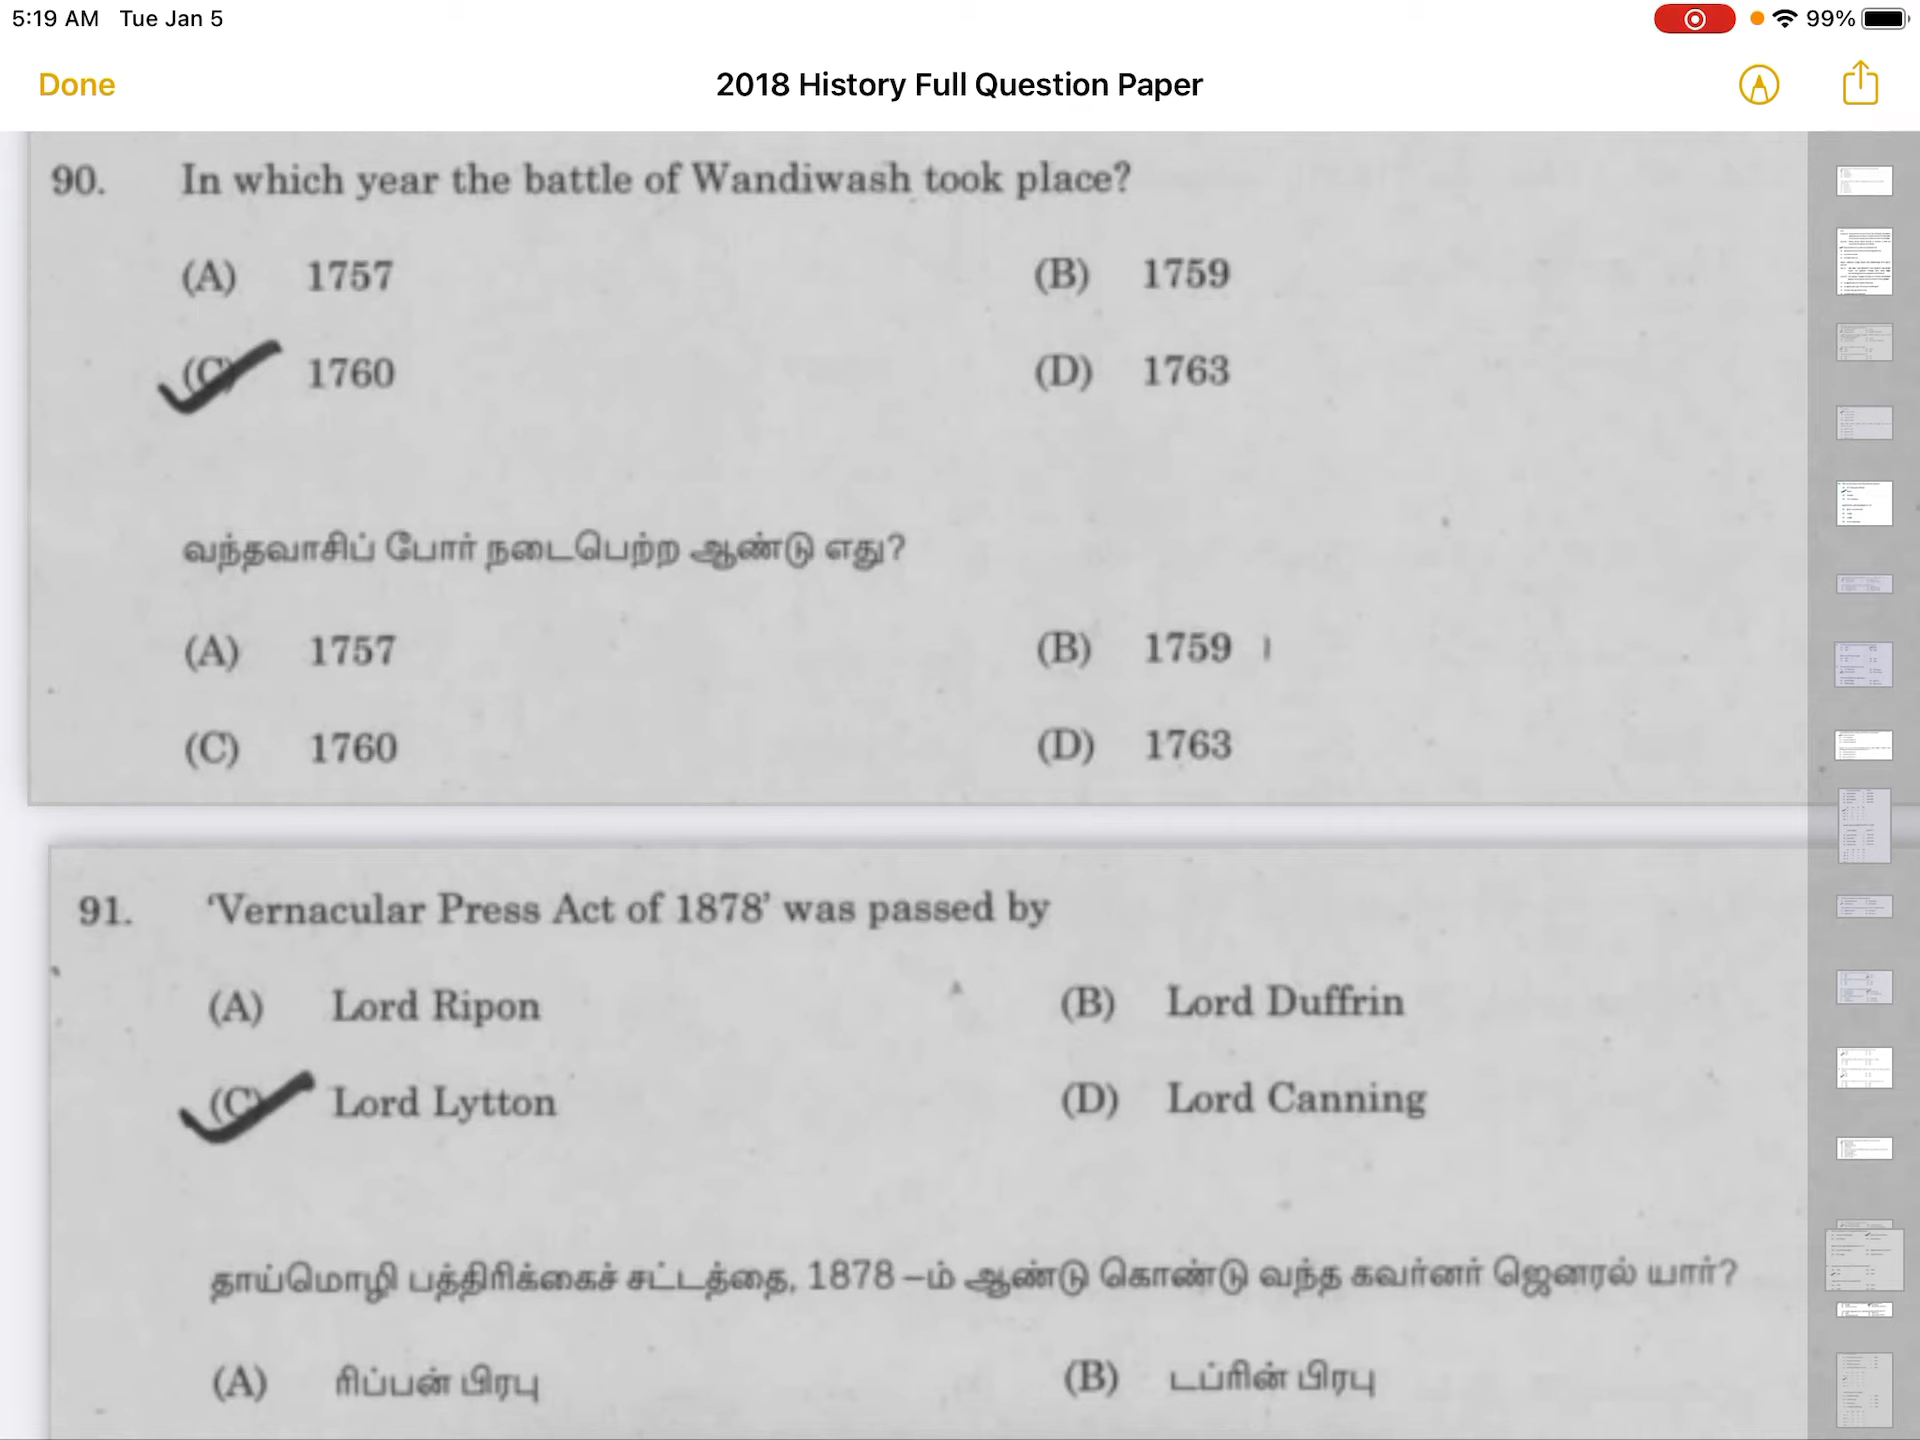 5:19 AM Tue Jan 5
99%
Done
2018 History Full Question Paper
90. In which year the battle of Wandiwash took place?
(A) 1757 (B) 1759
(C) 1760 (D) 1763
வந்தவாசிப் போர் நடைபெற்ற ஆண்டு எது?
(A) 1757 (B) 1759
(C) 1760 (D) 1763
91. ‘Vernacular Press Act of 1878’ was passed by
(A) Lord Ripon (B) Lord Duffrin
(C) Lord Lytton (D) Lord Canning
தாய்மொழி பத்திரிக்கைச் சட்டத்தை, 1878 –ம் ஆண்டு கொண்டு வந்த கவர்னர் ஜெனரல் யார்?
(A) ரிப்பன் பிரபு (B) டப்ரின் பிரபு